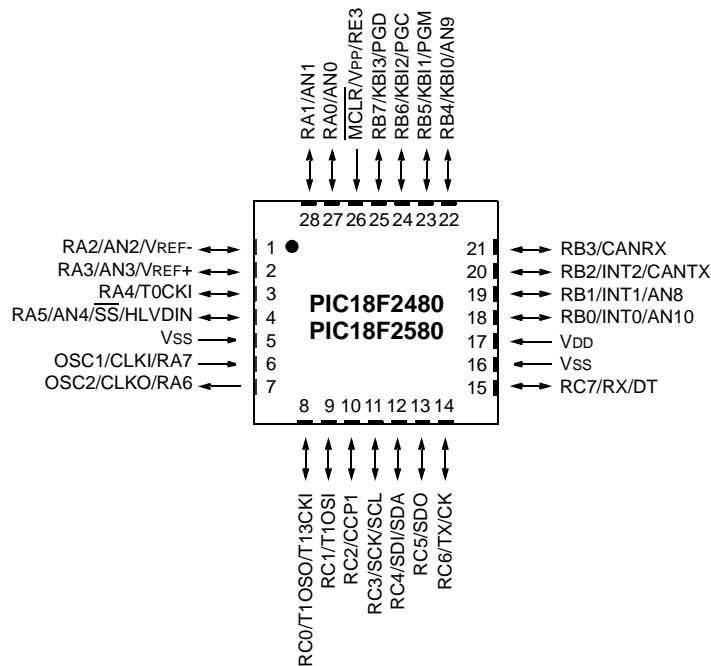 RA1/AN1
RA0/AN0
MCLR/VPP/RE3
RB7/KBI3/PGD
RB6/KBI2/PGC
RB5/KBI1/PGM
RB4/KBI0/AN9
28 27 26 25 24 23 22
RA2/AN2/VREF- 1
RA3/AN3/VREF+ 2
RA4/T0CKI 3
RA5/AN4/SS/HLVDIN 4
VSS 5
OSC1/CLKI/RA7 6
OSC2/CLKO/RA6 7
PIC18F2480
PIC18F2580
21 RB3/CANRX
20 RB2/INT2/CANTX
19 RB1/INT1/AN8
18 RB0/INT0/AN10
17 VDD
16 VSS
15 RC7/RX/DT
8 9 10 11 12 13 14
RC0/T1OSO/T13CKI
RC1/T1OSI
RC2/CCP1
RC3/SCK/SCL
RC4/SDI/SDA
RC5/SDO
RC6/TX/CK